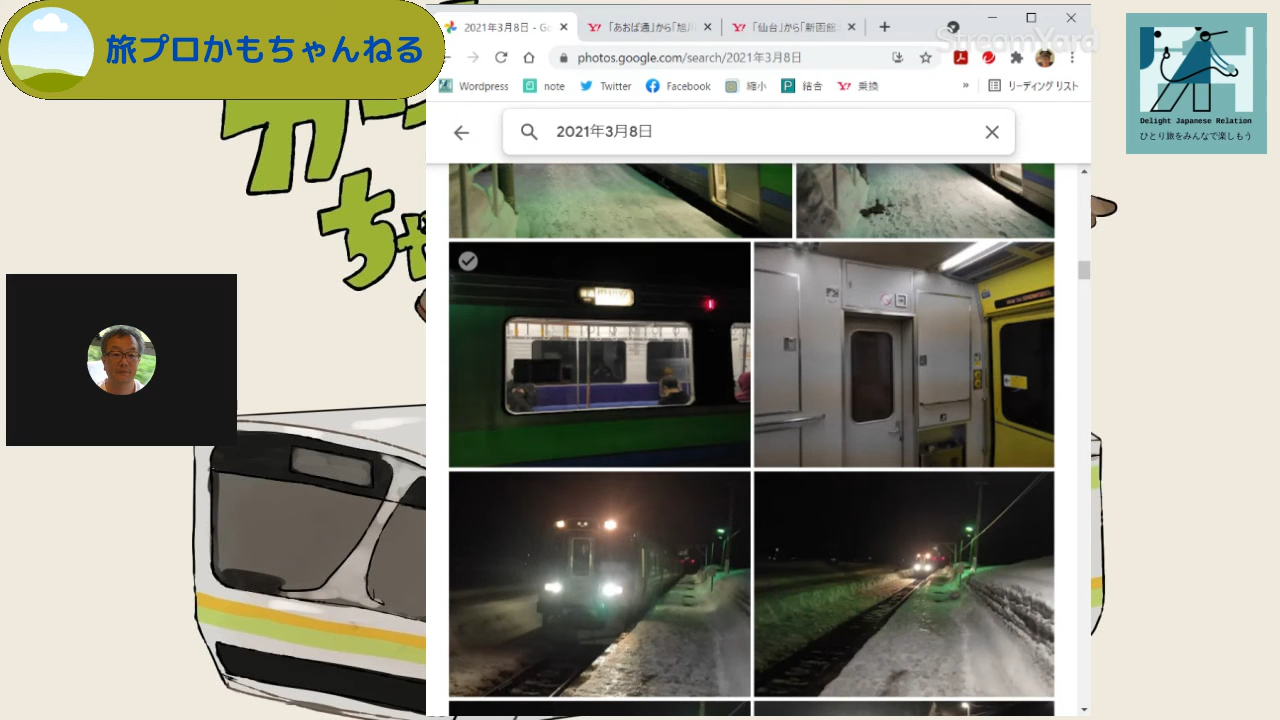 旅プロかもちゃんねる
2021年3月8日 - Go
「あおば通」から「旭川
「仙台」から「新函館
StreamYard
photos.google.com/search/2021年3月8日
Wordpress
note
Twitter
Facebook
縮小
結合
乗換
»
リーディング リスト
2021年3月8日
Delight Japanese Relation
ひとり旅をみんなで楽しもう
ちゃ